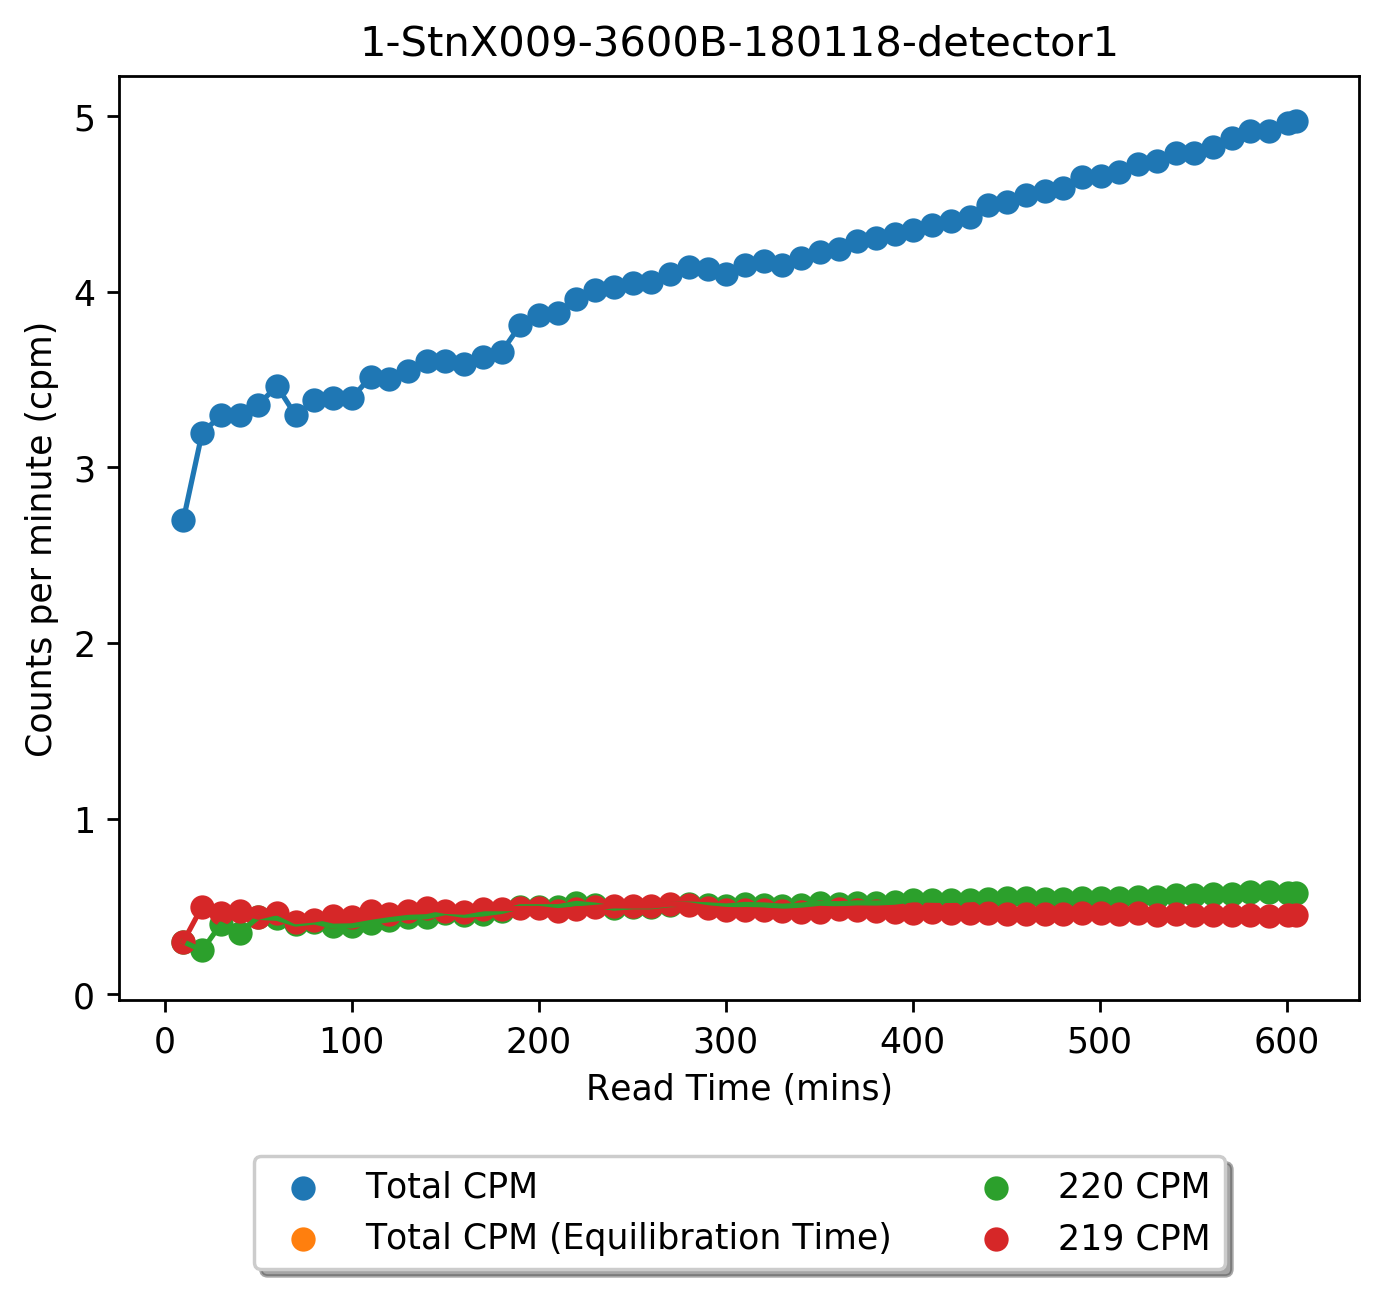 1-StnX009-3600B-180118-detector1
5
4
3
2
1
0
Counts per minute (cpm)
0 100 200 300 400 500 600
Read Time (mins)
Total CPM
Total CPM (Equilibration Time)
220 CPM
219 CPM